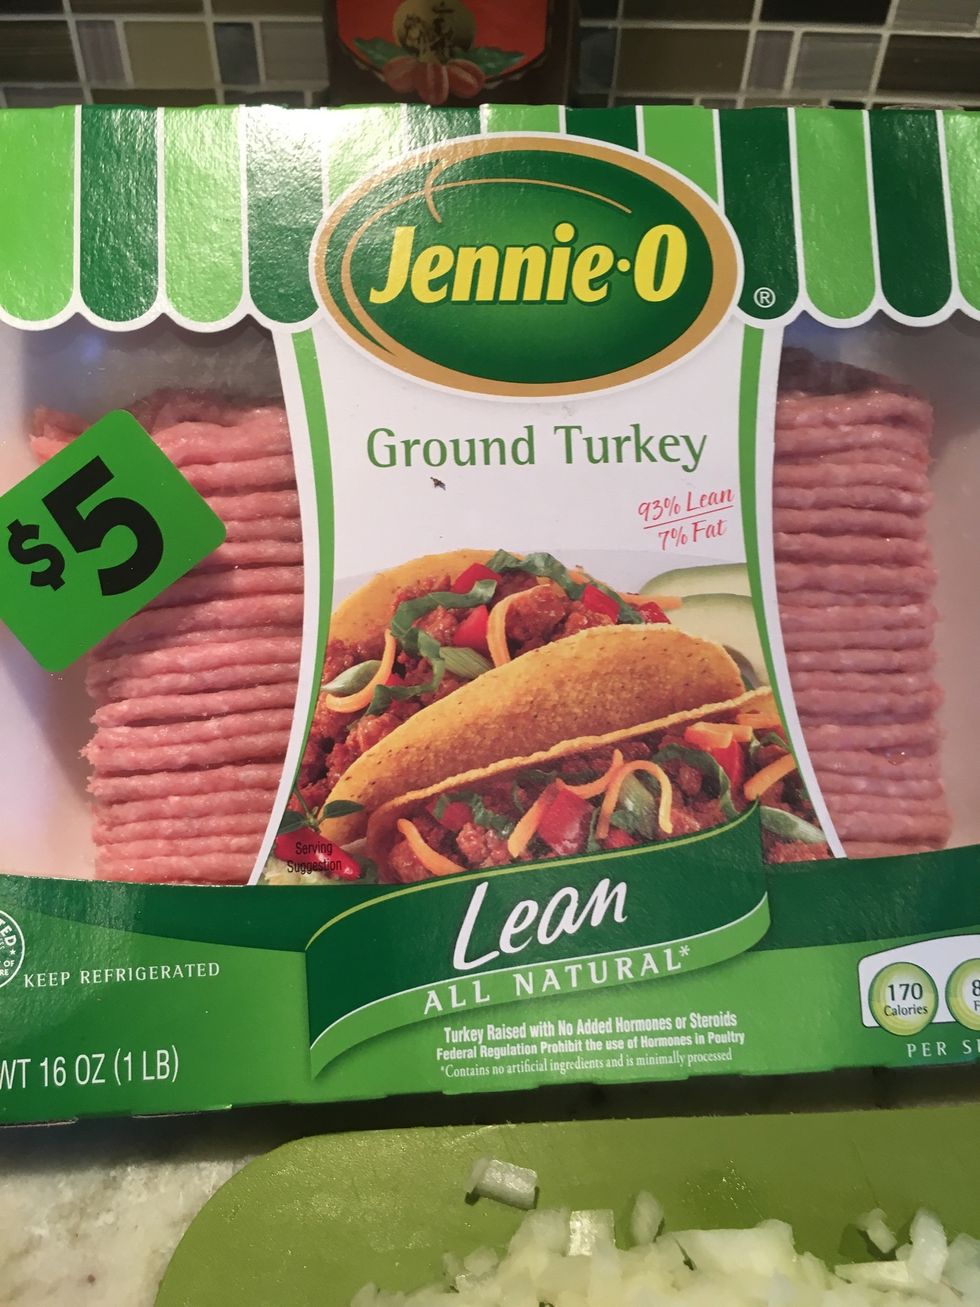 Jennie-O
®
Ground Turkey
93% Lean
7% Fat
$5
Serving
Suggestion
Lean
ALL NATURAL*
KEEP REFRIGERATED
WT 16 OZ (1 LB)
Turkey Raised with No Added Hormones or Steroids
Federal Regulation Prohibit the use of Hormones in Poultry
*Contains no artificial ingredients and is minimally processed
170
Calories
PER